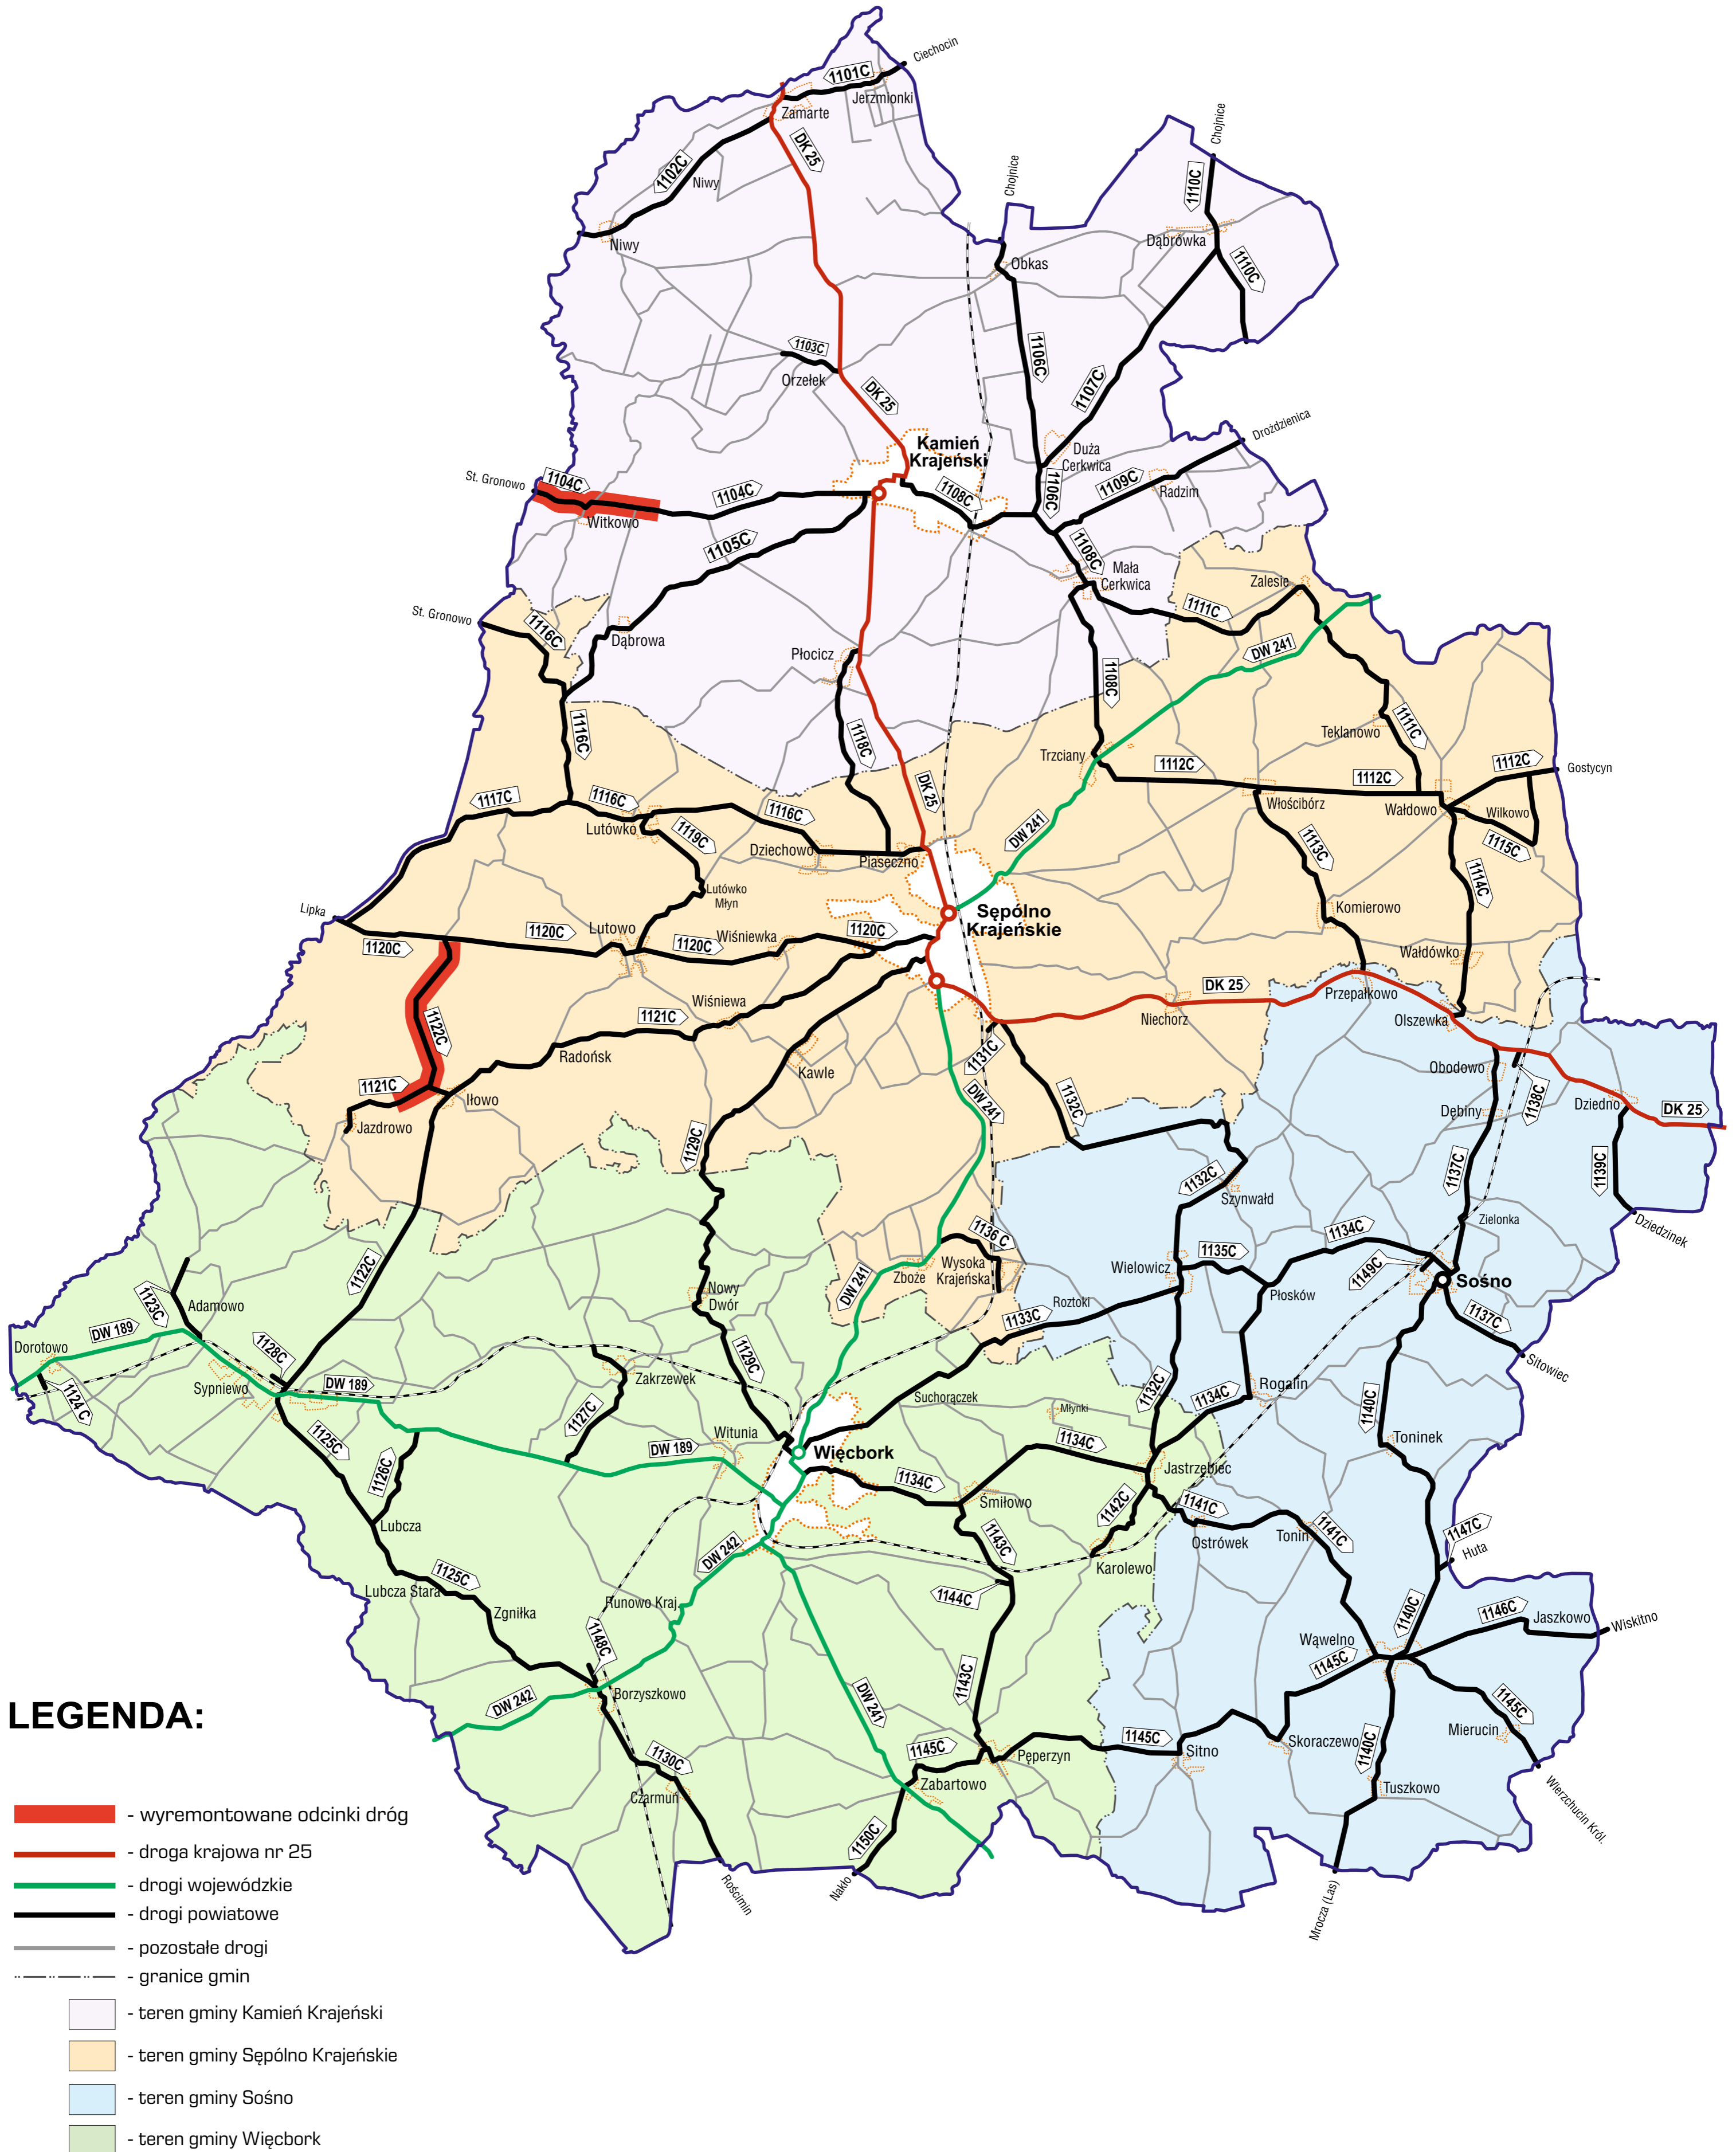 Ciechocin
1101C
Jerzmionki
Zamarte
DK 25
1102C
Niwy
Niwy
Chojnice
Chojnice
1110C
Dąbrówka
1110C
Obkas
1103C
Orzełek
1106C
1107C
DK 25
Kamień
Krajeński
Duża
Cerkwica
Drożdzienica
St. Gronowo
1104C
1104C
Witkowo
1108C
1106C
1109C
Radzim
1105C
1108C
Mała
Cerkwica
Zalesie
St. Gronowo
1116C
Dąbrowa
1111C
Płocicz
DW 241
1108C
1116C
1118C
Teklanowo
1111C
Trzciany
1112C
1112C
1112C
Gostycyn
DK 25
1117C
1116C
1116C
Włościbórz
Wałdowo
Wilkowo
Lutówko
1119C
Dziechowo
Piaseczno
DW 241
1113C
1115C
Lutówko
Młyn
1114C
Lipka
Sępólno
Krajeńskie
Komierowo
1120C
1120C
Lutowo
1120C
Wiśniewka
1120C
Wałdówko
DK 25
Przepałkowo
Wiśniewa
1121C
Niechorz
Olszewka
1122C
Radońsk
1131C
Kawle
Obodowo
1138C
1121C
Iłowo
DW 241
1132C
Dębiny
Dziedno
DK 25
Jazdrowo
1129C
1137C
1139C
1132C
Szynwałd
Zielonka
Dziedzinek
1136 C
1134C
1122C
Zboże
Wysoka
Krajeńska
Wielowicz
1135C
1149C
Sośno
1123C
Adamowo
Nowy
Dwór
DW 241
Roztoki
Płosków
1133C
1137C
DW 189
Dorotowo
1128C
1129C
Sitowiec
1124 C
Sypniewo
DW 189
Zakrzewek
Suchorączek
1132C
1134C
Rogalin
Młynki
1140C
1127C
1125C
Witunia
DW 189
Więcbork
1134C
Toninek
1126C
1134C
Jastrzębiec
Śmiłowo
1142C
1141C
Lubcza
Ostrówek
Tonin
1141C
1147C
Huta
DW 242
1143C
Karolewo
1125C
Lubcza Stara
1144C
Runowo Kraj.
Zgniłka
1140C
1146C
Jaszkowo
Wiskitno
1148C
Wąwelno
1145C
1143C
Borzyszkowo
DW 242
DW 241
1145C
Mierucin
LEGENDA:
1145C
1145C
Pęperzyn
Sitno
Skoraczewo
1140C
1130C
Zabartowo
Tuszkowo
Czarmuń
Wierzchucin Król.
1150C
Rościmin
Nakło
Mrocza (Las)
- wyremontowane odcinki dróg
- droga krajowa nr 25
- drogi wojewódzkie
- drogi powiatowe
- pozostałe drogi
- granice gmin
- teren gminy Kamień Krajeński
- teren gminy Sępólno Krajeńskie
- teren gminy Sośno
- teren gminy Więcbork